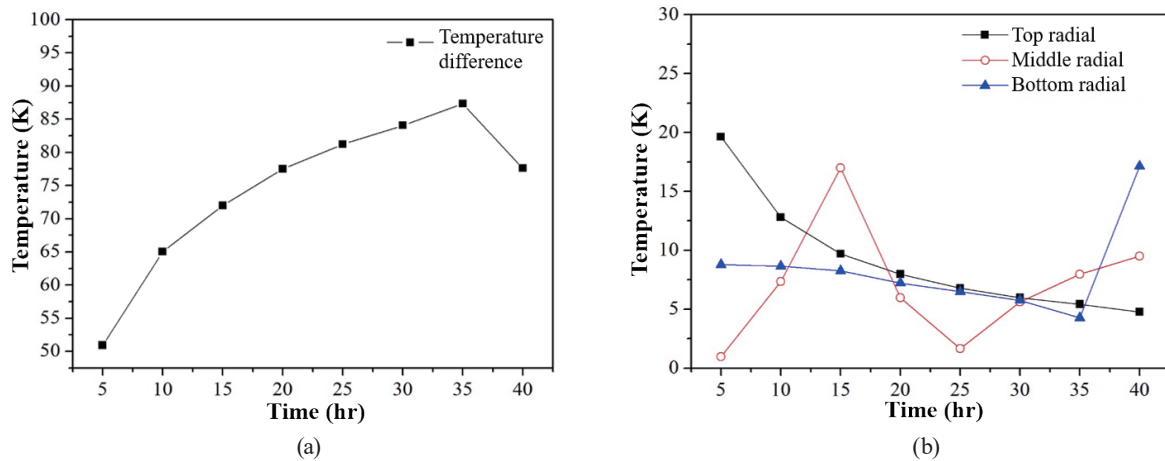 100
95
90
85
80
75
70
65
60
55
50
Temperature (K)
Temperature
difference
5 10 15 20 25 30 35 40
Time (hr)
(a)
30
25
20
15
10
5
0
Temperature (K)
Top radial
Middle radial
Bottom radial
5 10 15 20 25 30 35 40
Time (hr)
(b)